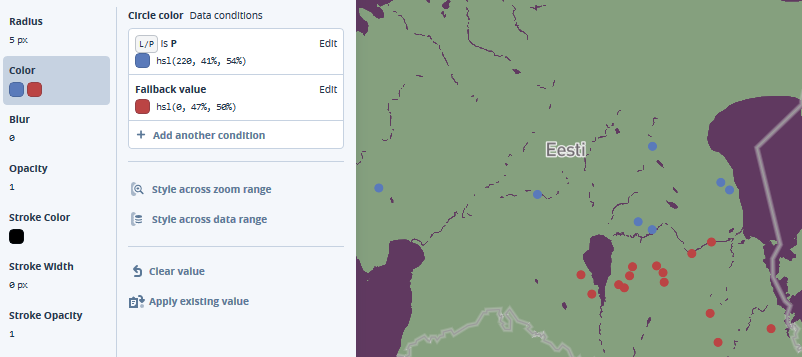 Radius
5 px
Color
Blur
0
Opacity
1
Stroke Color
Stroke Width
0 px
Stroke Opacity
1
Circle color Data conditions
L/P is P Edit
hsl(220, 41%, 54%)
Fallback value Edit
hsl(0, 47%, 50%)
+ Add another condition
Style across zoom range
Style across data range
Clear value
Apply existing value
Eesti